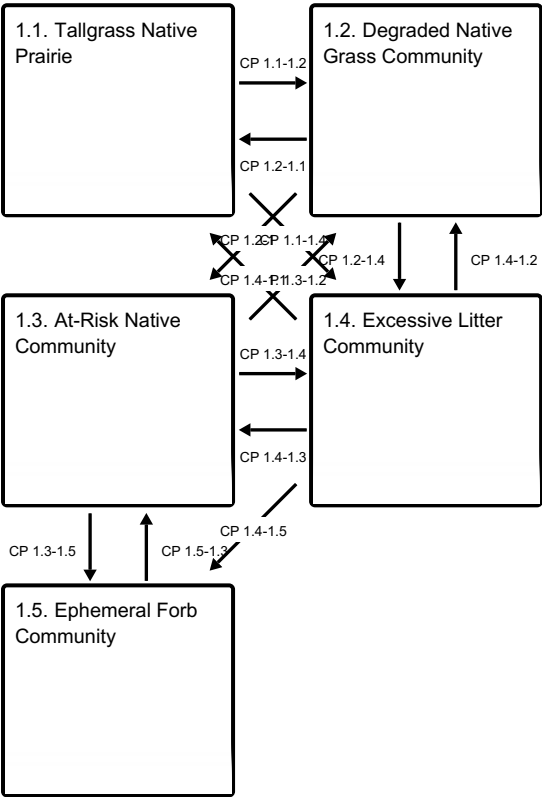 1.1. Tallgrass Native
Prairie
1.2. Degraded Native
Grass Community
CP 1.1-1.2
CP 1.2-1.1
CP 1.1-1.4
CP 1.2-1.4
CP 1.4-1.2
1.3. At-Risk Native
Community
1.4. Excessive Litter
Community
CP 1.3-1.4
CP 1.4-1.3
CP 1.4-1.5
CP 1.3-1.5
CP 1.5-1.3
1.5. Ephemeral Forb
Community